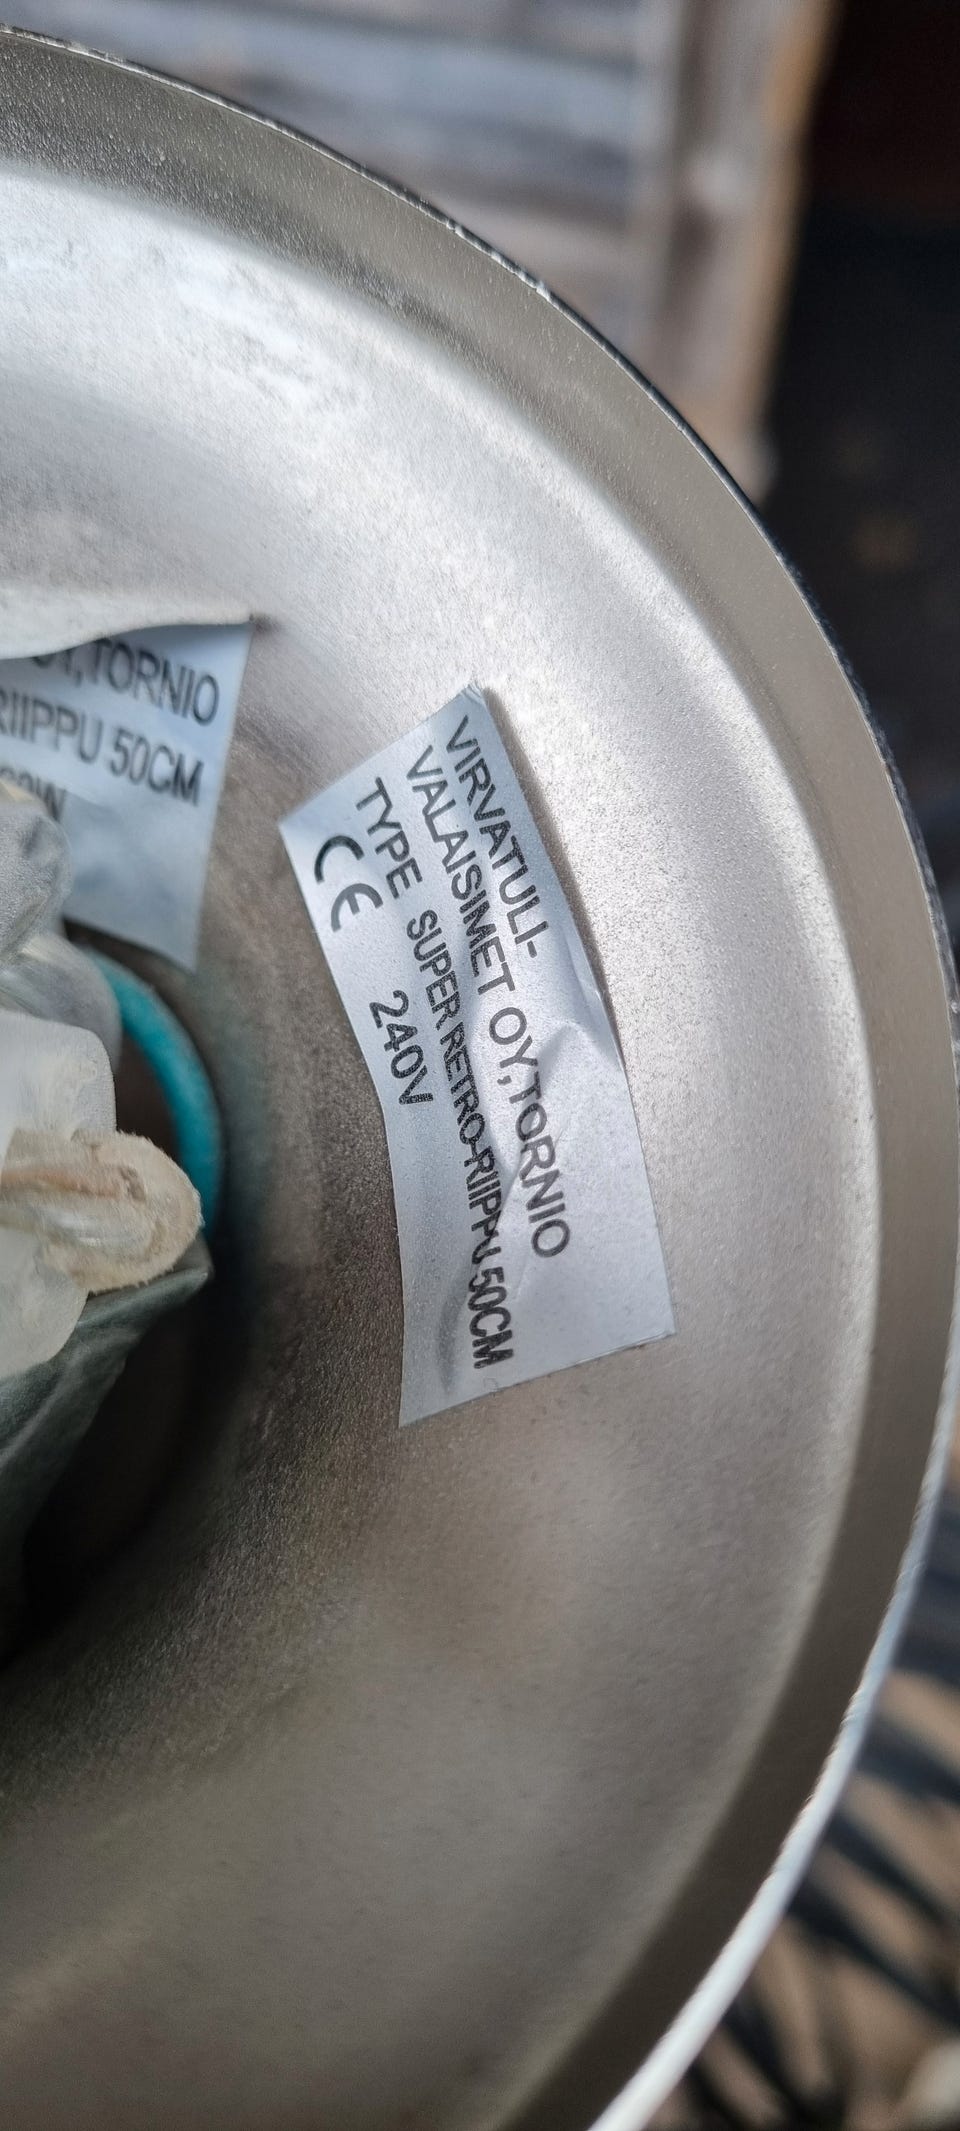 VIRVATULI-
VALAISIMET OY,TORNIO
TYPE SUPER RETRO-RIIPPU 50CM
CE 240V
,TORNIO
RIIPPU 50CM